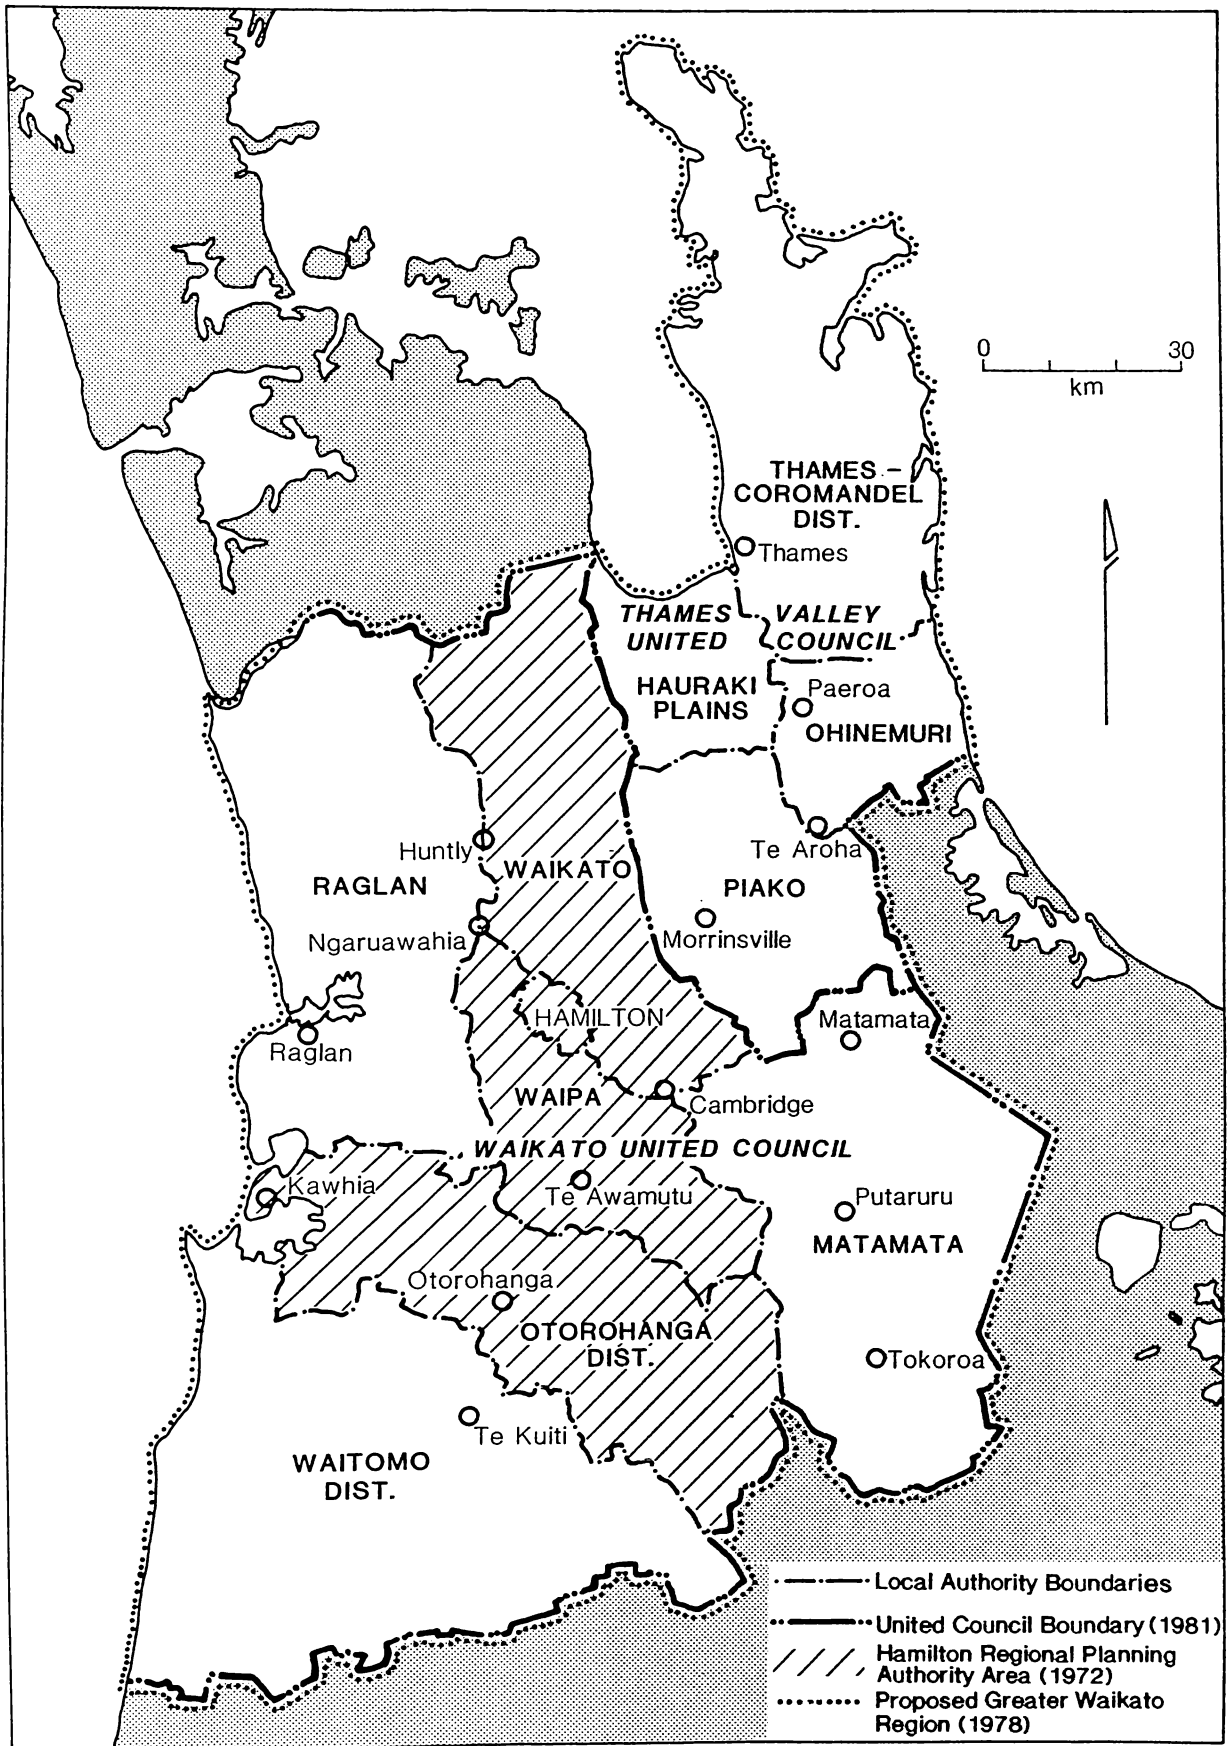 0 30
km
THAMES -
COROMANDEL
DIST.
Thames
THAMES VALLEY
UNITED COUNCIL
HAURAKI
PLAINS
Paeroa
OHINEMURI
Huntly
WAIKATO
RAGLAN
Te Aroha
PIAKO
Ngaruawahia
Morrinsville
HAMILTON
Matamata
Raglan
WAIPA
Cambridge
WAIKATO UNITED COUNCIL
Kawhia
Te Awamutu
Putaruru
MATAMATA
Otorohanga
OTOROHANGA
DIST.
Tokoroa
Te Kuiti
WAITOMO
DIST.
Local Authority Boundaries
United Council Boundary (1981)
Hamilton Regional Planning
Authority Area (1972)
Proposed Greater Waikato
Region (1978)